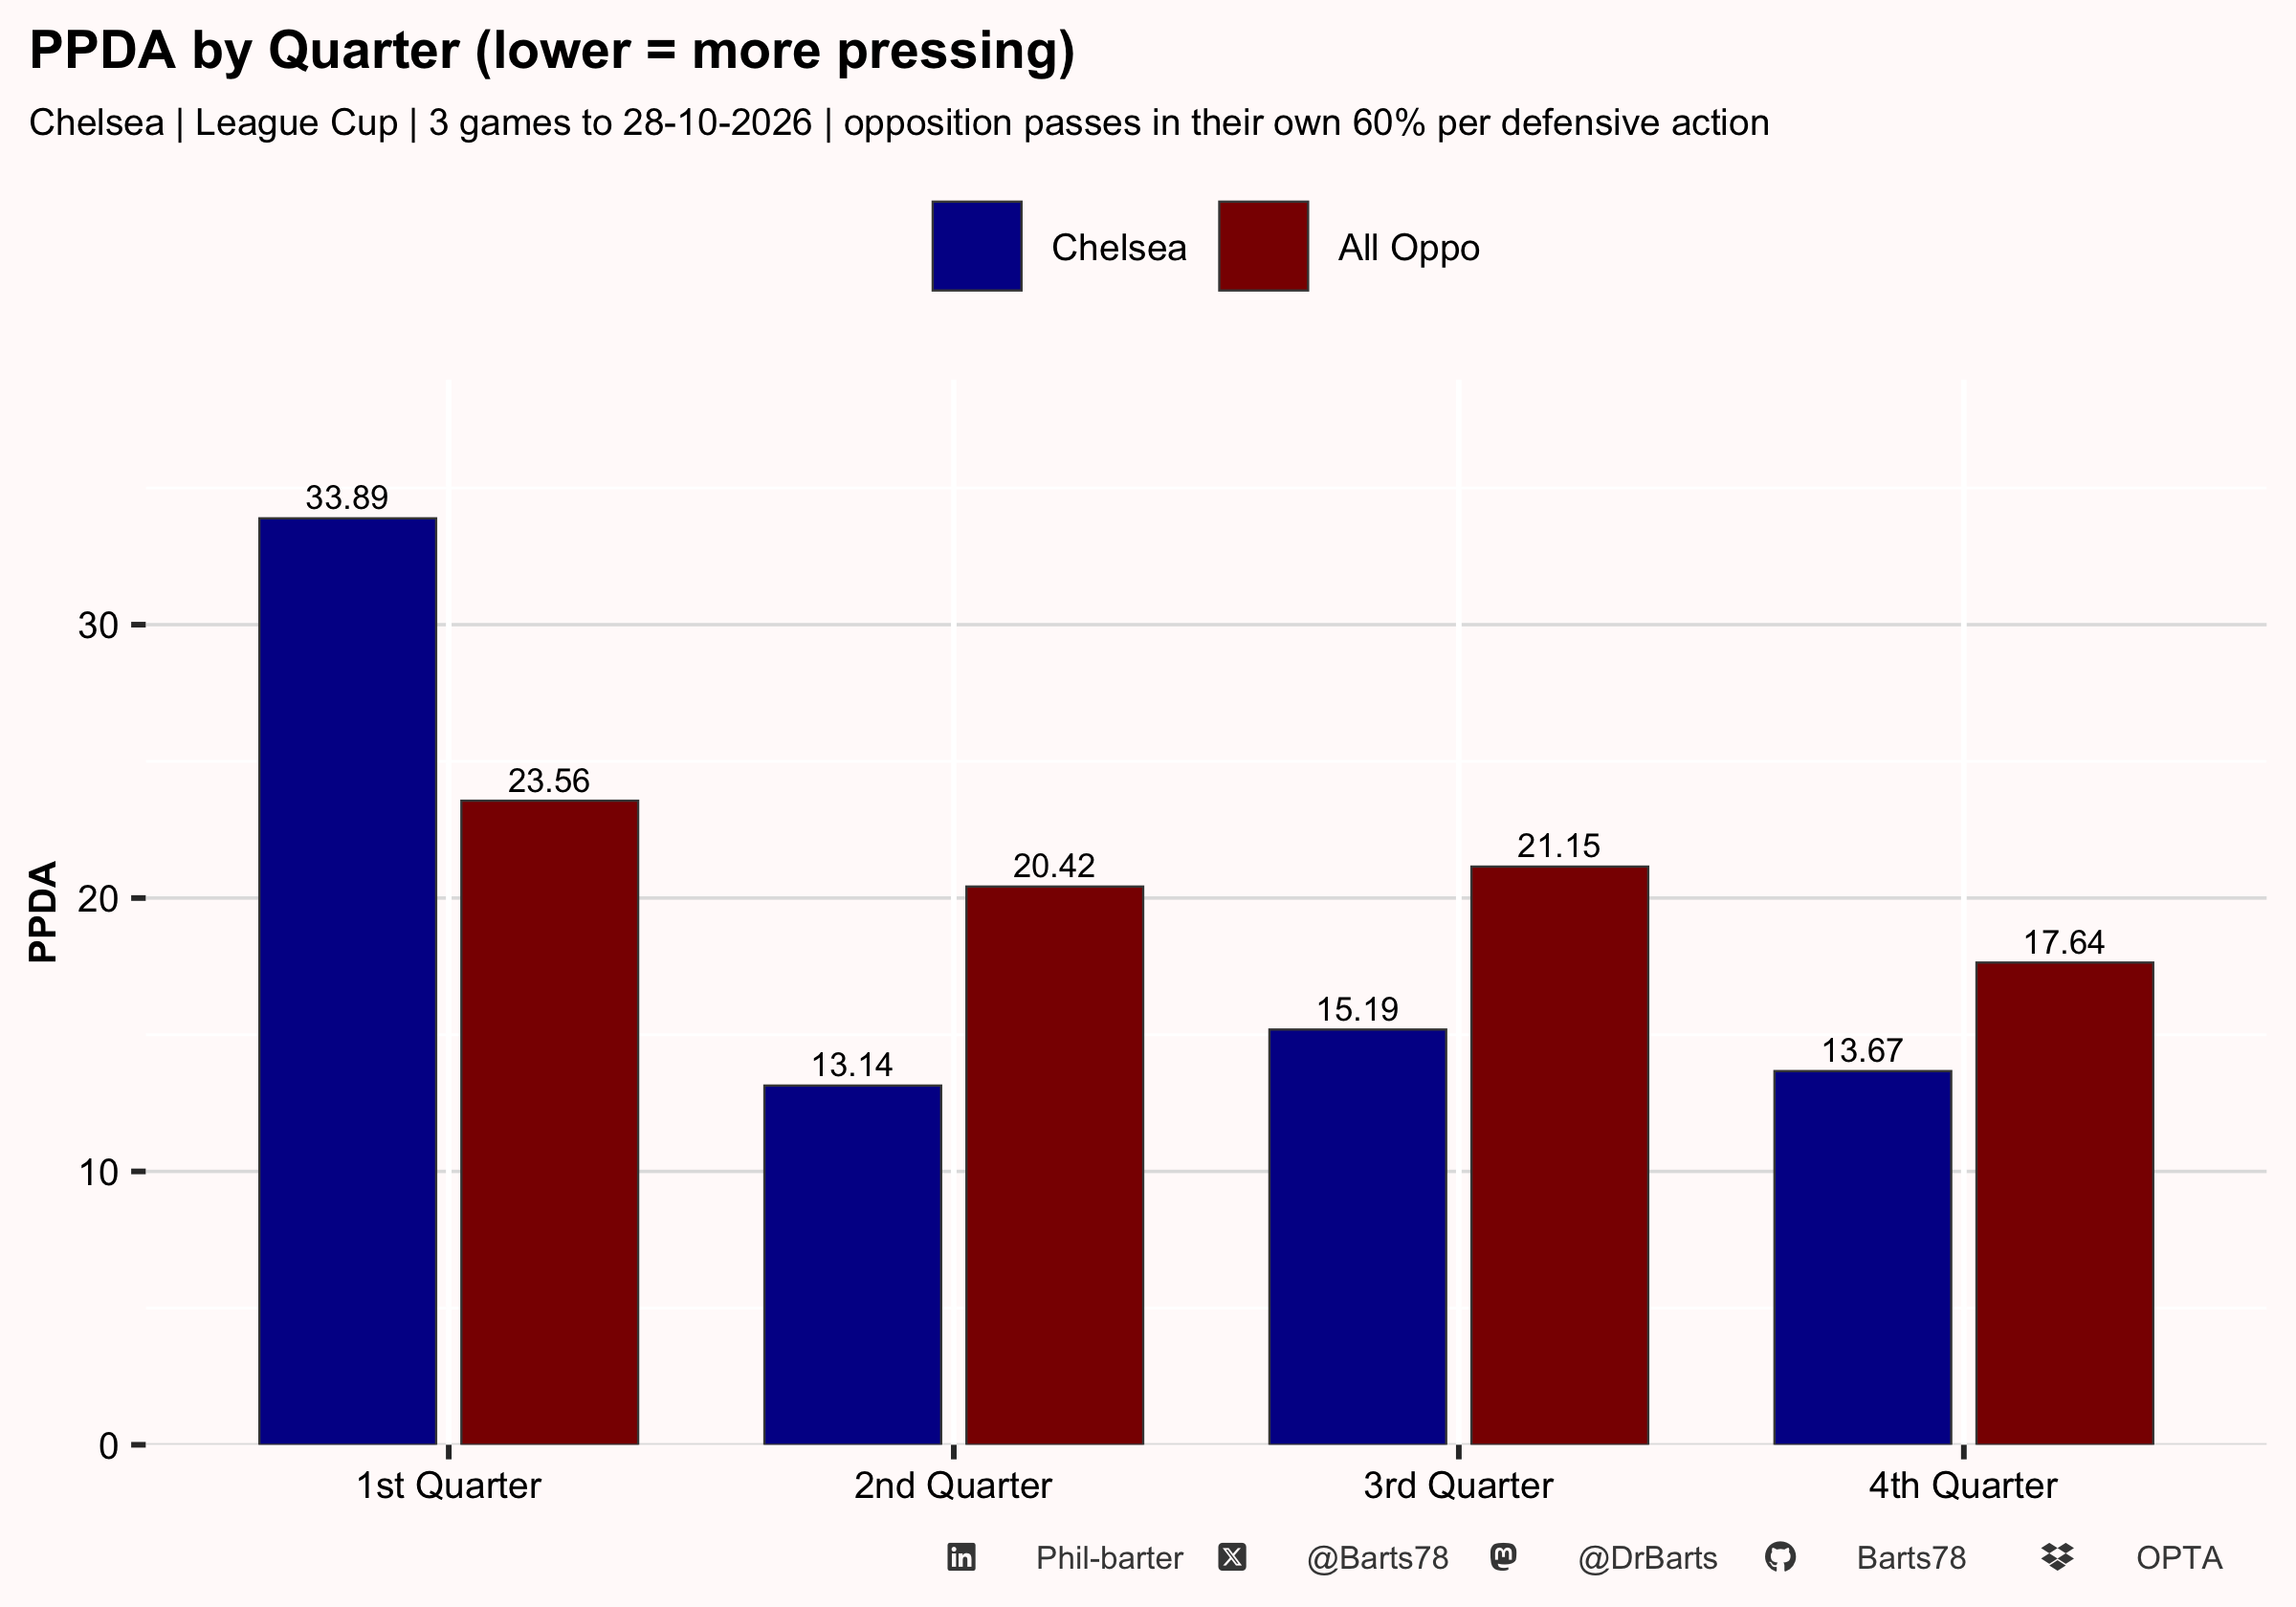 PPDA by Quarter (lower = more pressing)
Chelsea | League Cup | 3 games to 28-10-2026 | opposition passes in their own 60% per defensive action
Chelsea All Oppo
33.89
23.56
13.14
20.42
15.19
21.15
13.67
17.64
PPDA
30
20
10
0
1st Quarter 2nd Quarter 3rd Quarter 4th Quarter
Phil-barter @Barts78 @DrBarts Barts78 OPTA